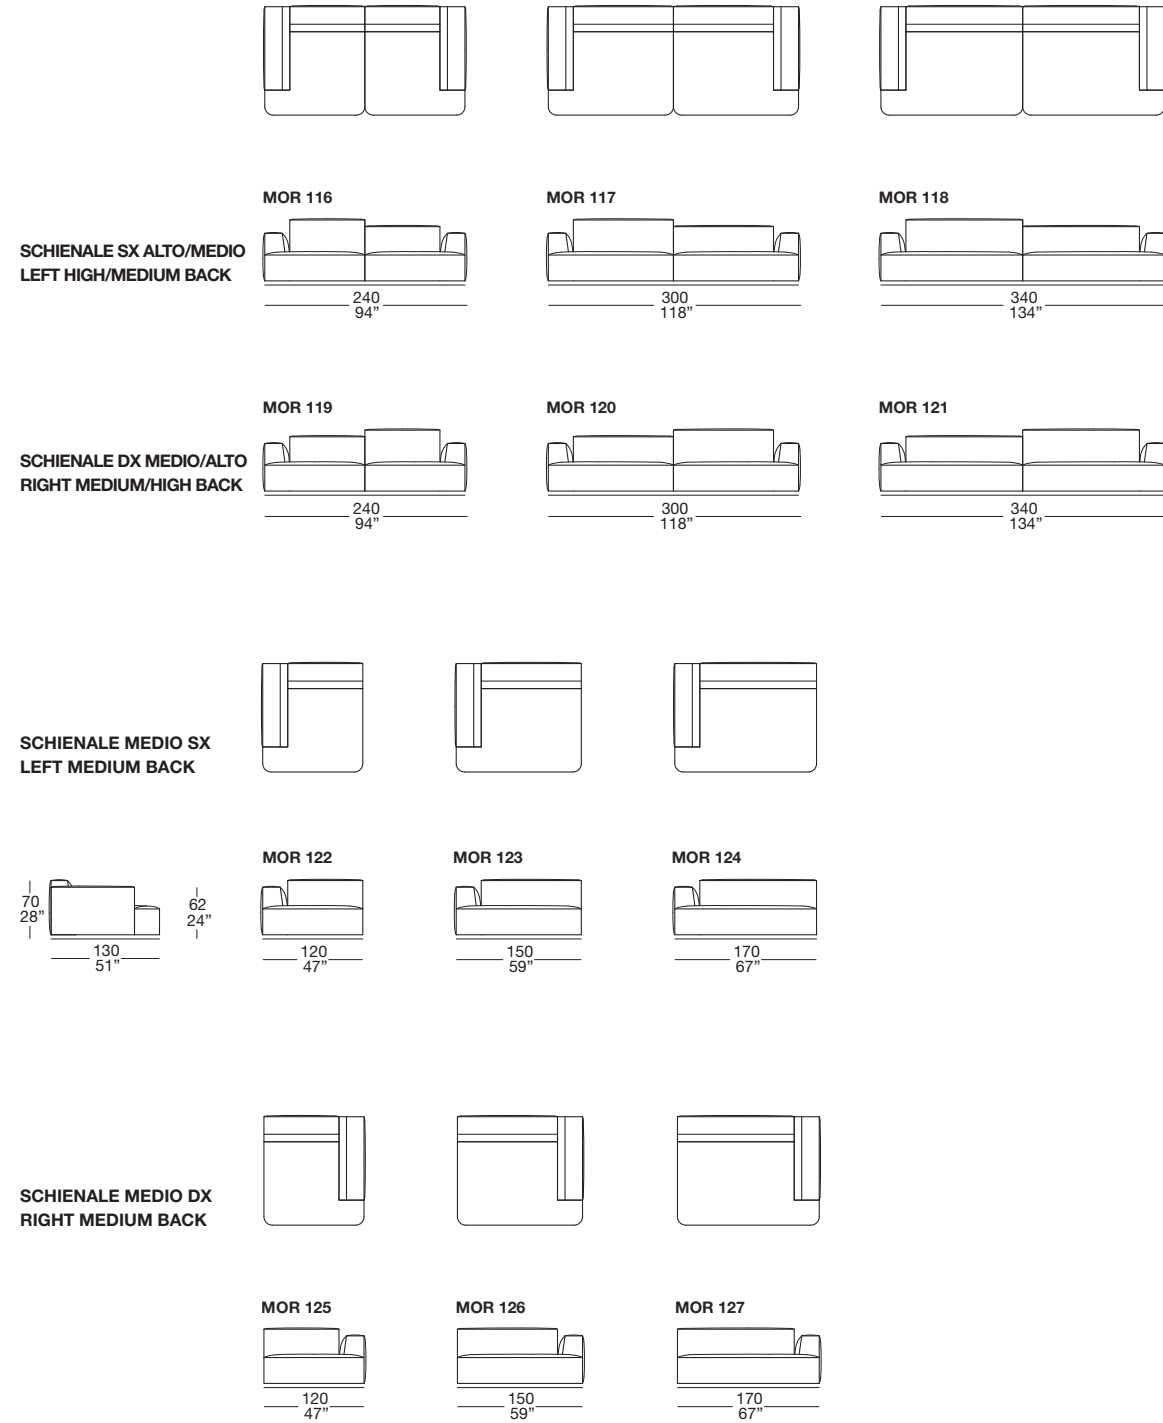 MOR 116 MOR 117 MOR 118
SCHIENALE SX ALTO/MEDIO
LEFT HIGH/MEDIUM BACK
240 300 340
94” 118” 134”
MOR 119 MOR 120 MOR 121
SCHIENALE DX MEDIO/ALTO
RIGHT MEDIUM/HIGH BACK
240 300 340
94” 118” 134”
SCHIENALE MEDIO SX
LEFT MEDIUM BACK
MOR 122 MOR 123 MOR 124
70 62
28” 24”
130 120 150 170
51” 47” 59” 67”
SCHIENALE MEDIO DX
RIGHT MEDIUM BACK
MOR 125 MOR 126 MOR 127
120 150 170
47” 59” 67”